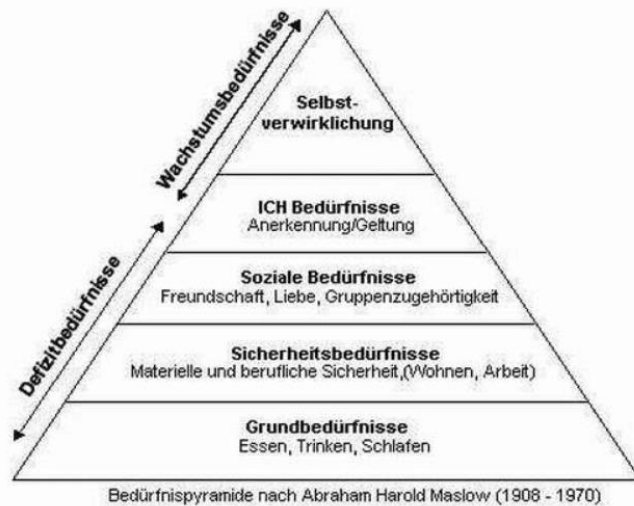 Wachstumsbedürfnisse
Defizitbedürfnisse
Selbst-
verwirklichung
ICH Bedürfnisse
Anerkennung/Geltung
Soziale Bedürfnisse
Freundschaft, Liebe, Gruppenzugehörtigkeit
Sicherheitsbedürfnisse
Materielle und berufliche Sicherheit,(Wohnen, Arbeit)
Grundbedürfnisse
Essen, Trinken, Schlafen
Bedürfnispyramide nach Abraham Harold Maslow (1908 - 1970)